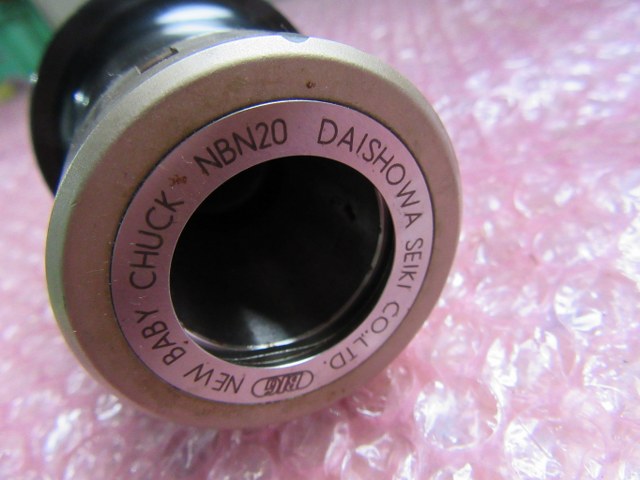 NEW BABY CHUCK NBN20
DAISHOWA SEIKI CO.,LTD.
BIG